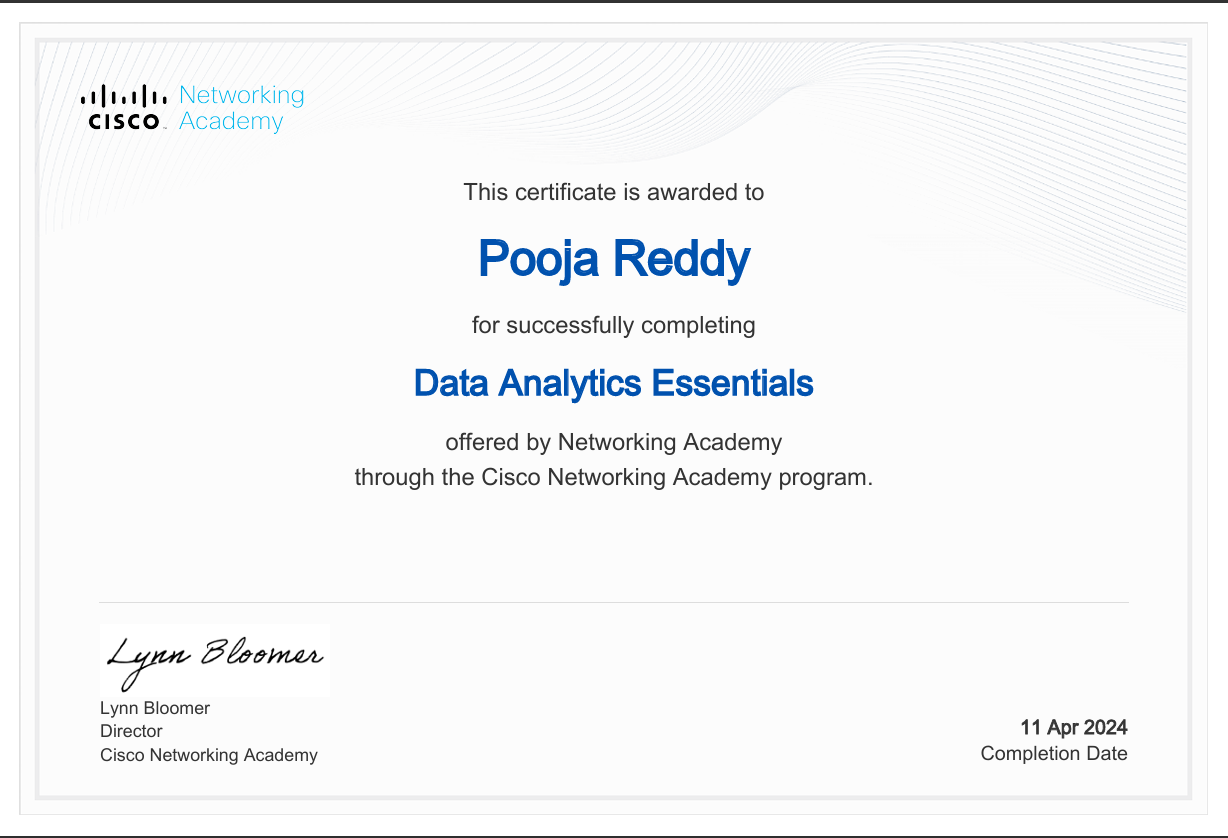 Networking
CISCO Academy
This certificate is awarded to
Pooja Reddy
for successfully completing
Data Analytics Essentials
offered by Networking Academy
through the Cisco Networking Academy program.
Lynn Bloomer
Lynn Bloomer
Director
Cisco Networking Academy
11 Apr 2024
Completion Date